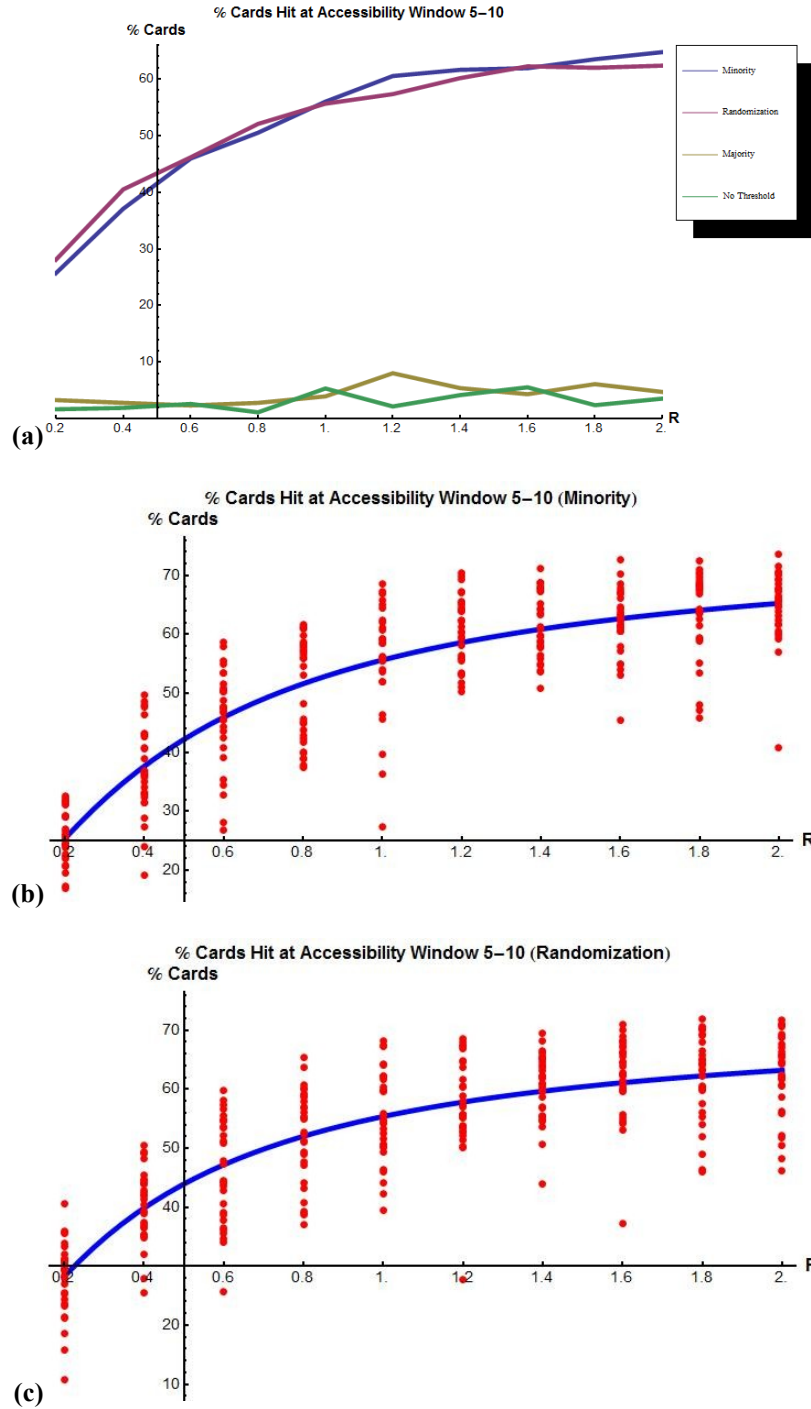 % Cards Hit at Accessibility Window 5–10
% Cards
60
50
40
30
20
10
0.2 0.4 0.6 0.8 1. 1.2 1.4 1.6 1.8 2. R
Minority
Randomization
Majority
No Threshold
(a)
% Cards Hit at Accessibility Window 5–10 (Minority)
% Cards
70
60
50
40
30
0.2 0.4 0.6 0.8 1. 1.2 1.4 1.6 1.8 2. R
20
(b)
% Cards Hit at Accessibility Window 5–10 (Randomization)
% Cards
70
60
50
40
0.2 0.4 0.6 0.8 1. 1.2 1.4 1.6 1.8 2. R
20
10
(c)